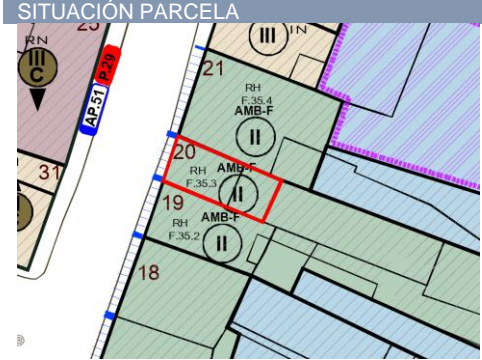 SITUACIÓN PARCELA
23
RN
III
C
P.29
AP.51
31
III
IN
21
RH
F.35.4
AMB-F
II
20
RH
F.35.3
AMB-F
II
19
RH
F.35.2
AMB-F
II
18